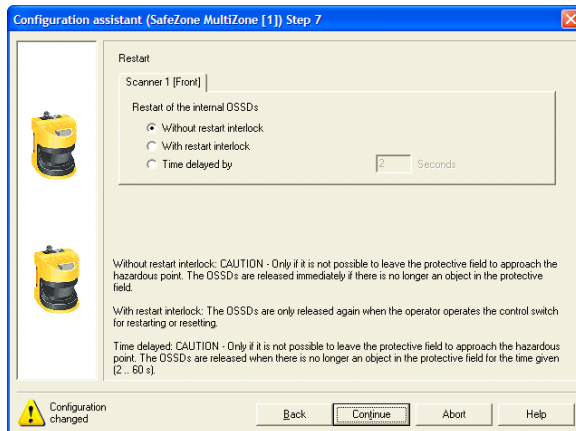 Configuration assistant (SafeZone MultiZone [1]) Step 7
Restart
Scanner 1 [Front]
Restart of the internal OSSDs
Without restart interlock
With restart interlock
Time delayed by
2 Seconds
Without restart interlock: CAUTION - Only if it is not possible to leave the protective field to approach the
hazardous point. The OSSDs are released immediately if there is no longer an object in the protective
field.
With restart interlock: The OSSDs are only released again when the operator operates the control switch
for restarting or resetting.
Time delayed: CAUTION - Only if it is not possible to leave the protective field to approach the hazardous
point. The OSSDs are released when there is no longer an object in the protective field for the time given
(2 .. 60 s).
Configuration
changed
Back
Continue
Abort
Help